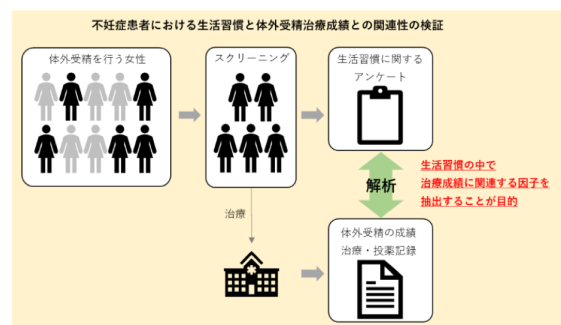 不妊症患者における生活習慣と体外受精治療成績との関連性の検証
体外受精を行う女性
スクリーニング
生活習慣に関する
アンケート
解析
生活習慣の中で
治療成績に関連する因子を
抽出することが目的
治療
体外受精の成績
治療・投薬記録